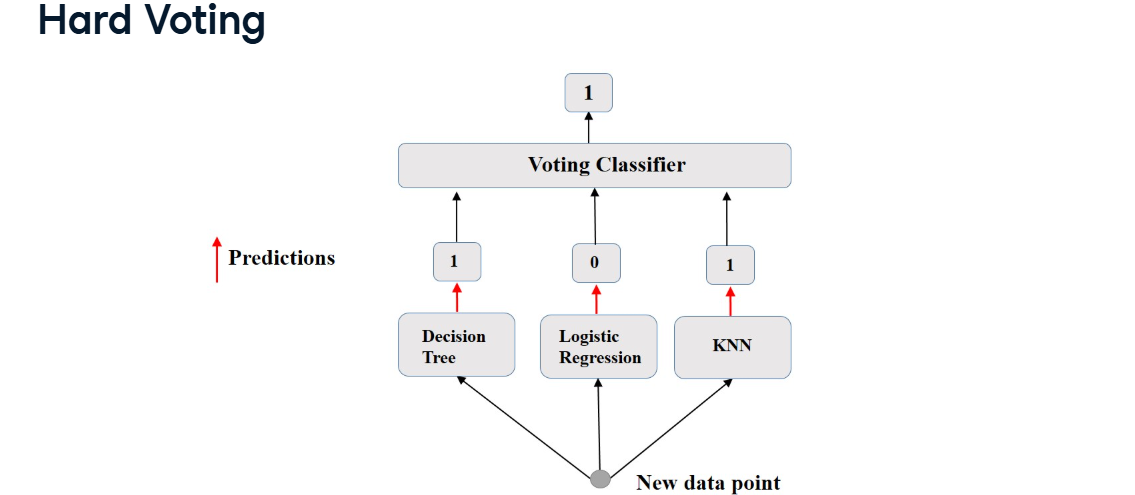 Hard Voting
1
Voting Classifier
Predictions
1
0
1
Decision
Tree
Logistic
Regression
KNN
New data point